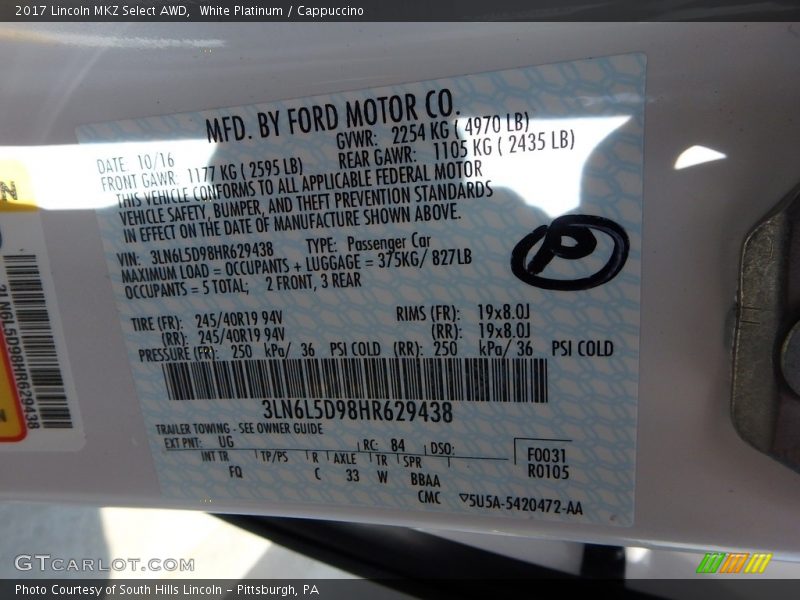 2017 Lincoln MKZ Select AWD,  White Platinum / Cappuccino
MFD. BY FORD MOTOR CO.
DATE: 10/16
GVWR: 2254 KG ( 4970 LB)
FRONT GAWR: 1177 KG ( 2595 LB)
REAR GAWR: 1105 KG ( 2435 LB)
THIS VEHICLE CONFORMS TO ALL APPLICABLE FEDERAL MOTOR
VEHICLE SAFETY, BUMPER, AND THEFT PREVENTION STANDARDS
IN EFFECT ON THE DATE OF MANUFACTURE SHOWN ABOVE.
VIN: 3LN6L5D98HR629438 TYPE: Passenger Car
MAXIMUM LOAD = OCCUPANTS + LUGGAGE = 375KG/ 827LB
OCCUPANTS = 5 TOTAL; 2 FRONT, 3 REAR
P
TIRE (FR): 245/40R19 94V RIMS (FR): 19x8.0J
(RR): 245/40R19 94V (RR): 19x8.0J
PRESSURE (FR): 250 kPa/ 36 PSI COLD (RR): 250 kPa/ 36 PSI COLD
3LN6L5D98HR629438
TRAILER TOWING - SEE OWNER GUIDE
EXT PNT: UG RC: 84 DSO:
INT TR TP/PS R AXLE TR SPR
FQ C 33 W BBAA
CMC
F0031
R0105
▽5U5A-5420472-AA
3LN6L5D98HR629438
N
N
GTCarLot.com
Photo Courtesy of South Hills Lincoln - Pittsburgh, PA